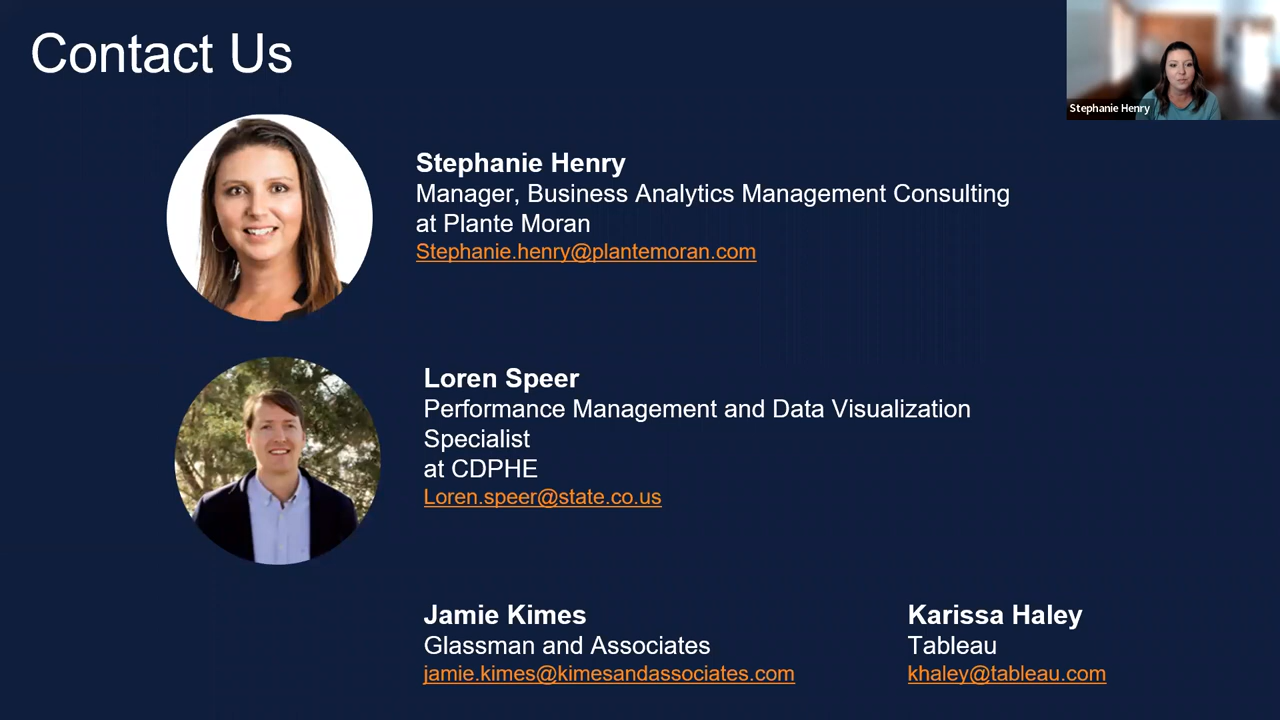 Contact Us
Stephanie Henry
Stephanie Henry
Manager, Business Analytics Management Consulting
at Plante Moran
Stephanie.henry@plantemoran.com
Loren Speer
Performance Management and Data Visualization
Specialist
at CDPHE
Loren.speer@state.co.us
Jamie Kimes
Glassman and Associates
jamie.kimes@kimesandassociates.com
Karissa Haley
Tableau
khaley@tableau.com